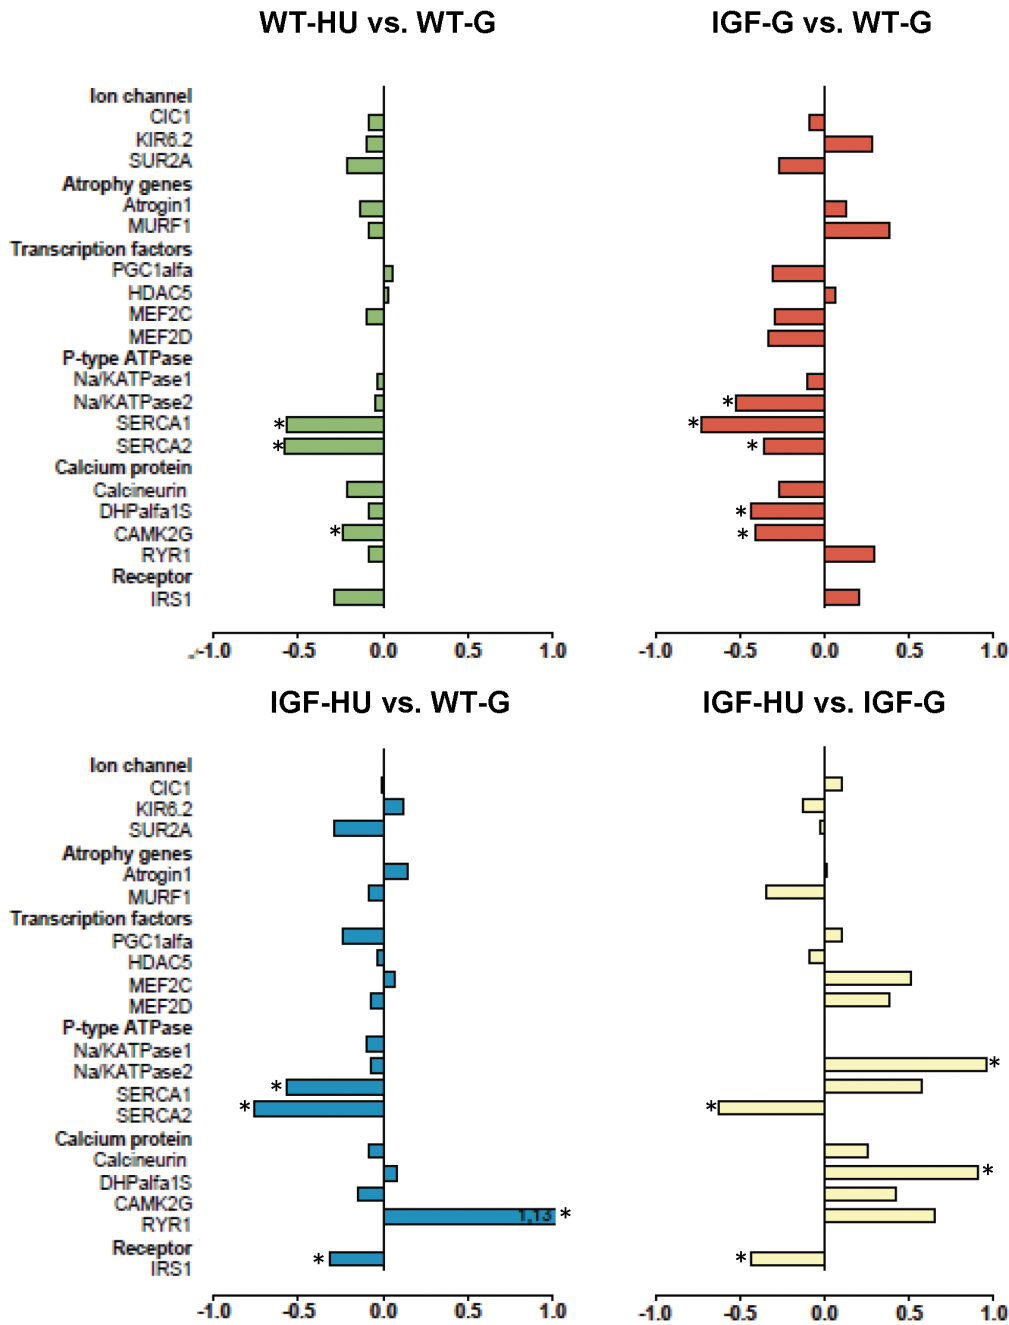 WT-HU vs. WT-G
IGF-G vs. WT-G
Ion channel
ClC1
KIR6.2
SUR2A
Atrophy genes
Atrogin1
MURF1
Transcription factors
PGC1alfa
HDAC5
MEF2C
MEF2D
P-type ATPase
Na/KATPase1
Na/KATPase2
* SERCA1
* SERCA2
Calcium protein
Calcineurin
DHPalfa1S
CAMK2G *
RYR1
Receptor
IRS1
*
*
*
*
*
-1.0 -0.5 0.0 0.5 1.0
-1.0 -0.5 0.0 0.5 1.0
IGF-HU vs. WT-G
IGF-HU vs. IGF-G
Ion channel
ClC1
KIR6.2
SUR2A
Atrophy genes
Atrogin1
MURF1
Transcription factors
PGC1alfa
HDAC5
MEF2C
MEF2D
P-type ATPase
Na/KATPase1
Na/KATPase2
SERCA1 *
SERCA2 *
Calcium protein
Calcineurin
DHPalfa1S
CAMK2G
RYR1 1,13 *
Receptor
IRS1 *
*
*
*
*
-1.0 -0.5 0.0 0.5 1.0
-1.0 -0.5 0.0 0.5 1.0